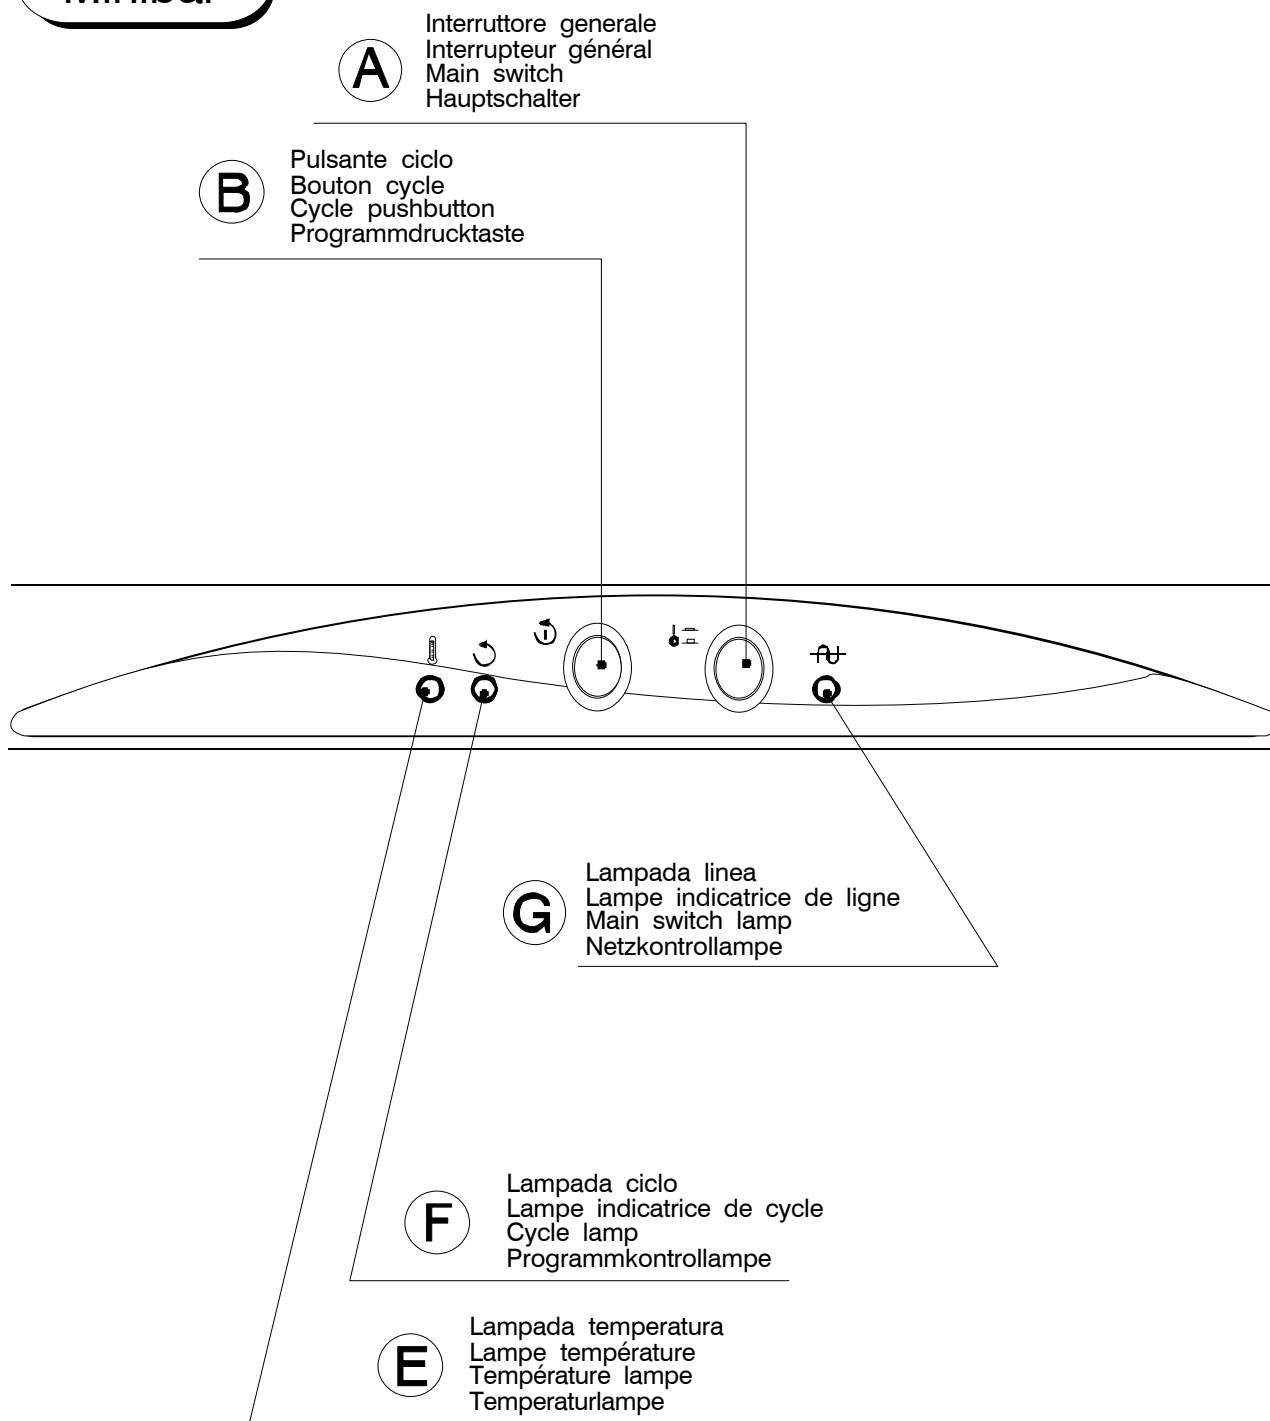 A
Interruttore generale
Interrupteur général
Main switch
Hauptschalter
B
Pulsante ciclo
Bouton cycle
Cycle pushbutton
Programmdrucktaste
G
Lampada linea
Lampe indicatrice de ligne
Main switch lamp
Netzkontrollampe
F
Lampada ciclo
Lampe indicatrice de cycle
Cycle lamp
Programmkontrollampe
E
Lampada temperatura
Lampe température
Température lampe
Temperaturlampe